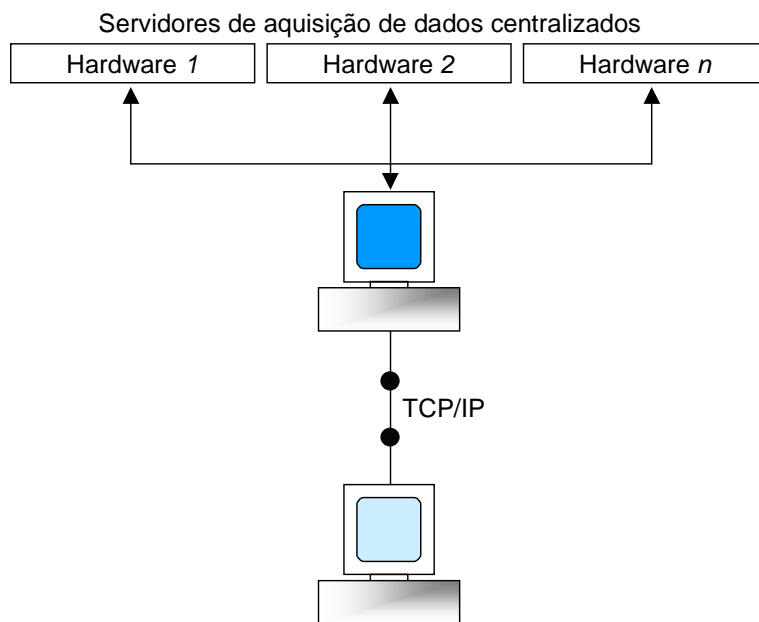 Servidores de aquisição de dados centralizados
Hardware 1
Hardware 2
Hardware n
TCP/IP